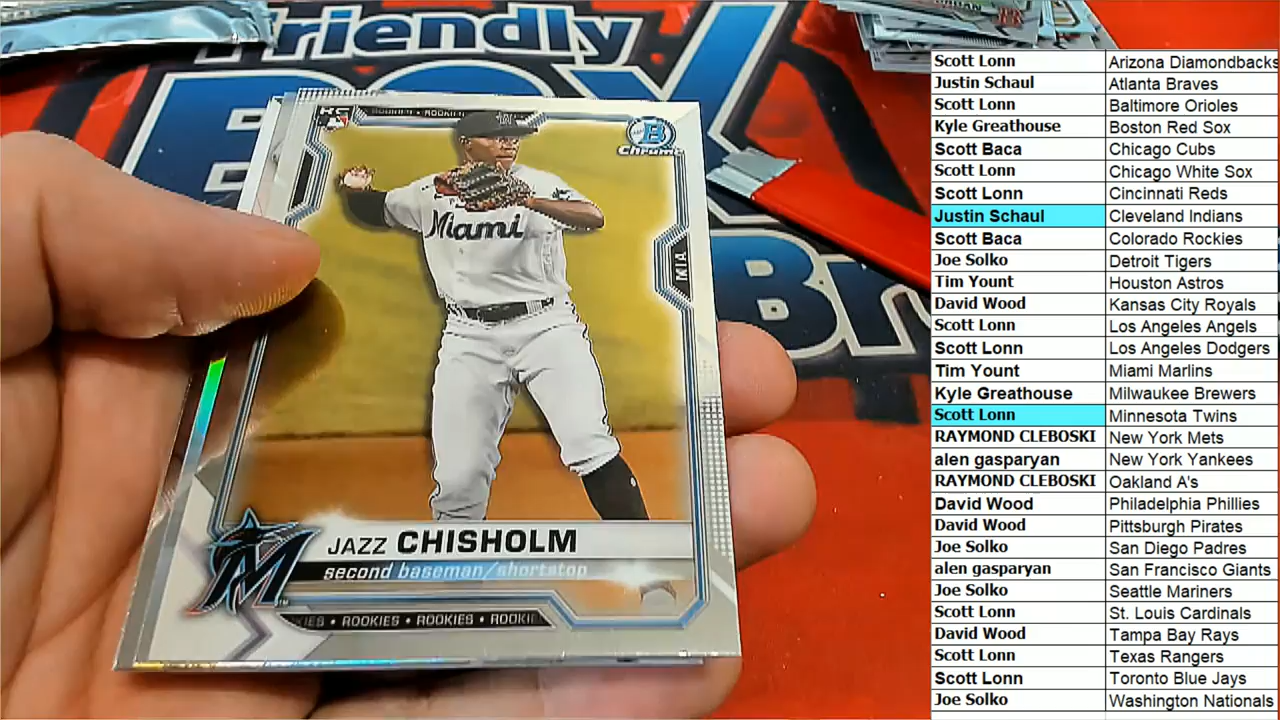 Friendly
BOX
Br
RC
ROOKIES • ROOKIES
B
Chrome
Miami
MIA
M
JAZZ CHISHOLM
second baseman/shortstop
KIES • ROOKIES • ROOKIES • ROOKI
Scott Lonn Arizona Diamondbacks
Justin Schaul Atlanta Braves
Scott Lonn Baltimore Orioles
Kyle Greathouse Boston Red Sox
Scott Baca Chicago Cubs
Scott Lonn Chicago White Sox
Scott Lonn Cincinnati Reds
Justin Schaul Cleveland Indians
Scott Baca Colorado Rockies
Joe Solko Detroit Tigers
Tim Yount Houston Astros
David Wood Kansas City Royals
Scott Lonn Los Angeles Angels
Scott Lonn Los Angeles Dodgers
Tim Yount Miami Marlins
Kyle Greathouse Milwaukee Brewers
Scott Lonn Minnesota Twins
RAYMOND CLEBOSKI New York Mets
alen gasparyan New York Yankees
RAYMOND CLEBOSKI Oakland A's
David Wood Philadelphia Phillies
David Wood Pittsburgh Pirates
Joe Solko San Diego Padres
alen gasparyan San Francisco Giants
Joe Solko Seattle Mariners
Scott Lonn St. Louis Cardinals
David Wood Tampa Bay Rays
Scott Lonn Texas Rangers
Scott Lonn Toronto Blue Jays
Joe Solko Washington Nationals